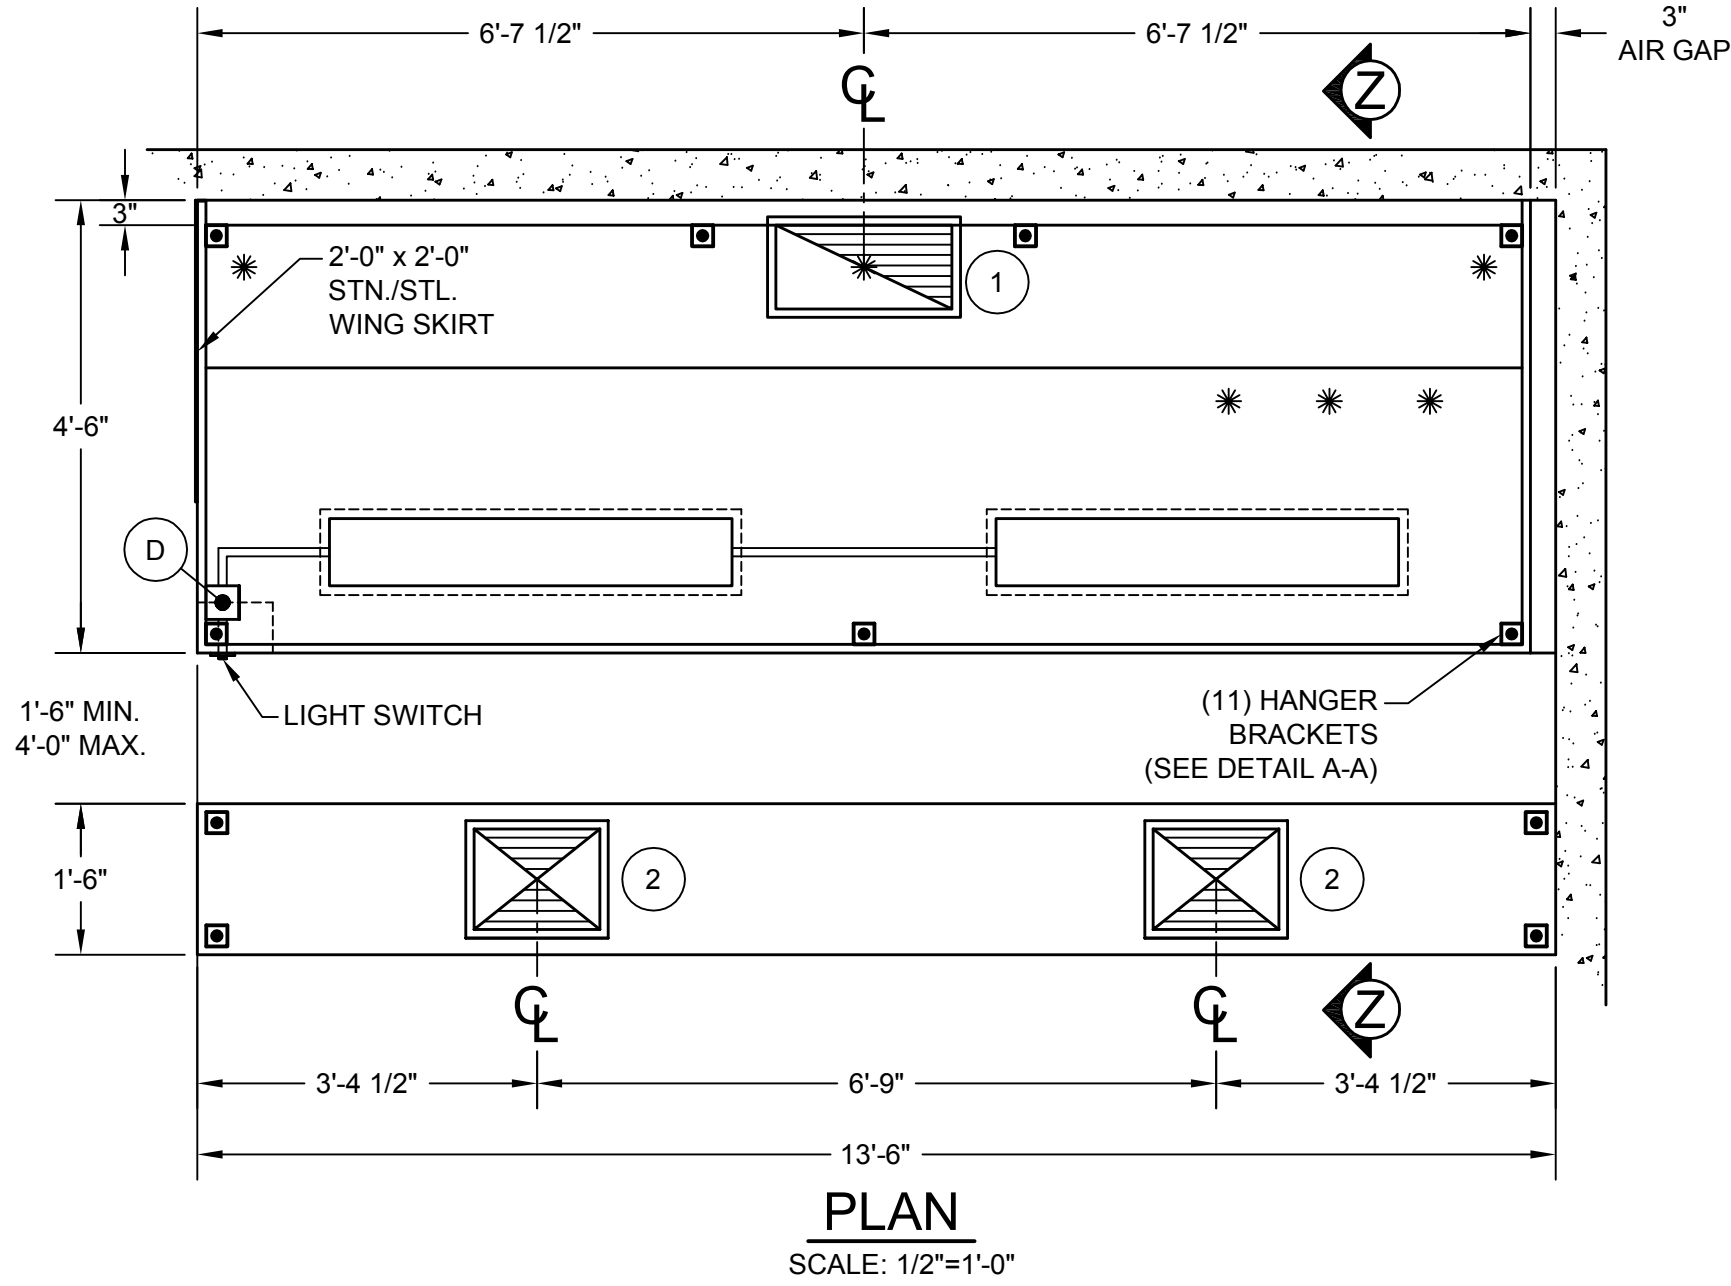 6'-7 1/2"
6'-7 1/2"
3"
AIR GAP
CL
Z
3"
2'-0" x 2'-0"
STN./STL.
WING SKIRT
1
4'-6"
D
LIGHT SWITCH
1'-6" MIN.
4'-0" MAX.
(11) HANGER
BRACKETS
(SEE DETAIL A-A)
1'-6"
2
2
CL
CL
Z
3'-4 1/2"
6'-9"
3'-4 1/2"
13'-6"
PLAN
SCALE: 1/2"=1'-0"